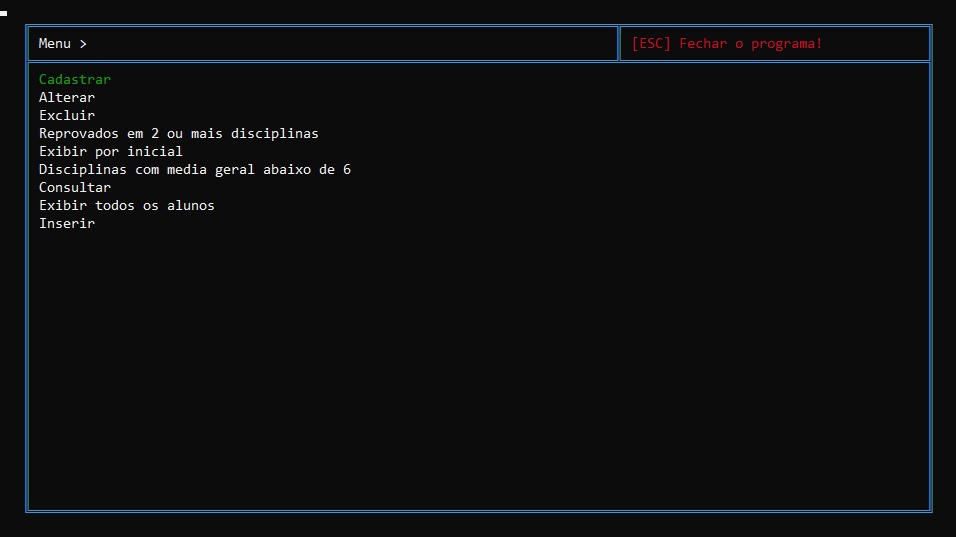 Menu >
[ESC] Fechar o programa!
Cadastrar
Alterar
Excluir
Reprovados em 2 ou mais disciplinas
Exibir por inicial
Disciplinas com media geral abaixo de 6
Consultar
Exibir todos os alunos
Inserir